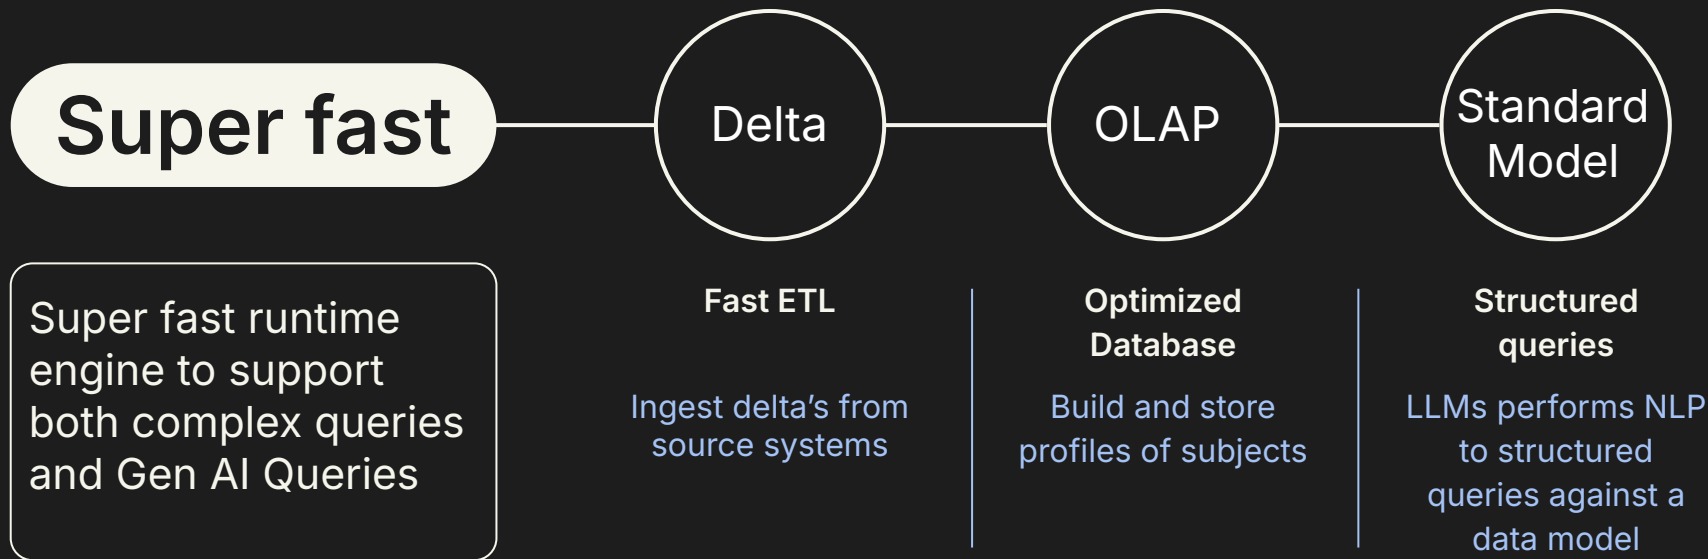 Super fast
Delta
OLAP
Standard
Model
Super fast runtime
engine to support
both complex queries
and Gen AI Queries
Fast ETL
Ingest delta’s from
source systems
Optimized
Database
Build and store
profiles of subjects
Structured
queries
LLMs performs NLP
to structured
queries against a
data model